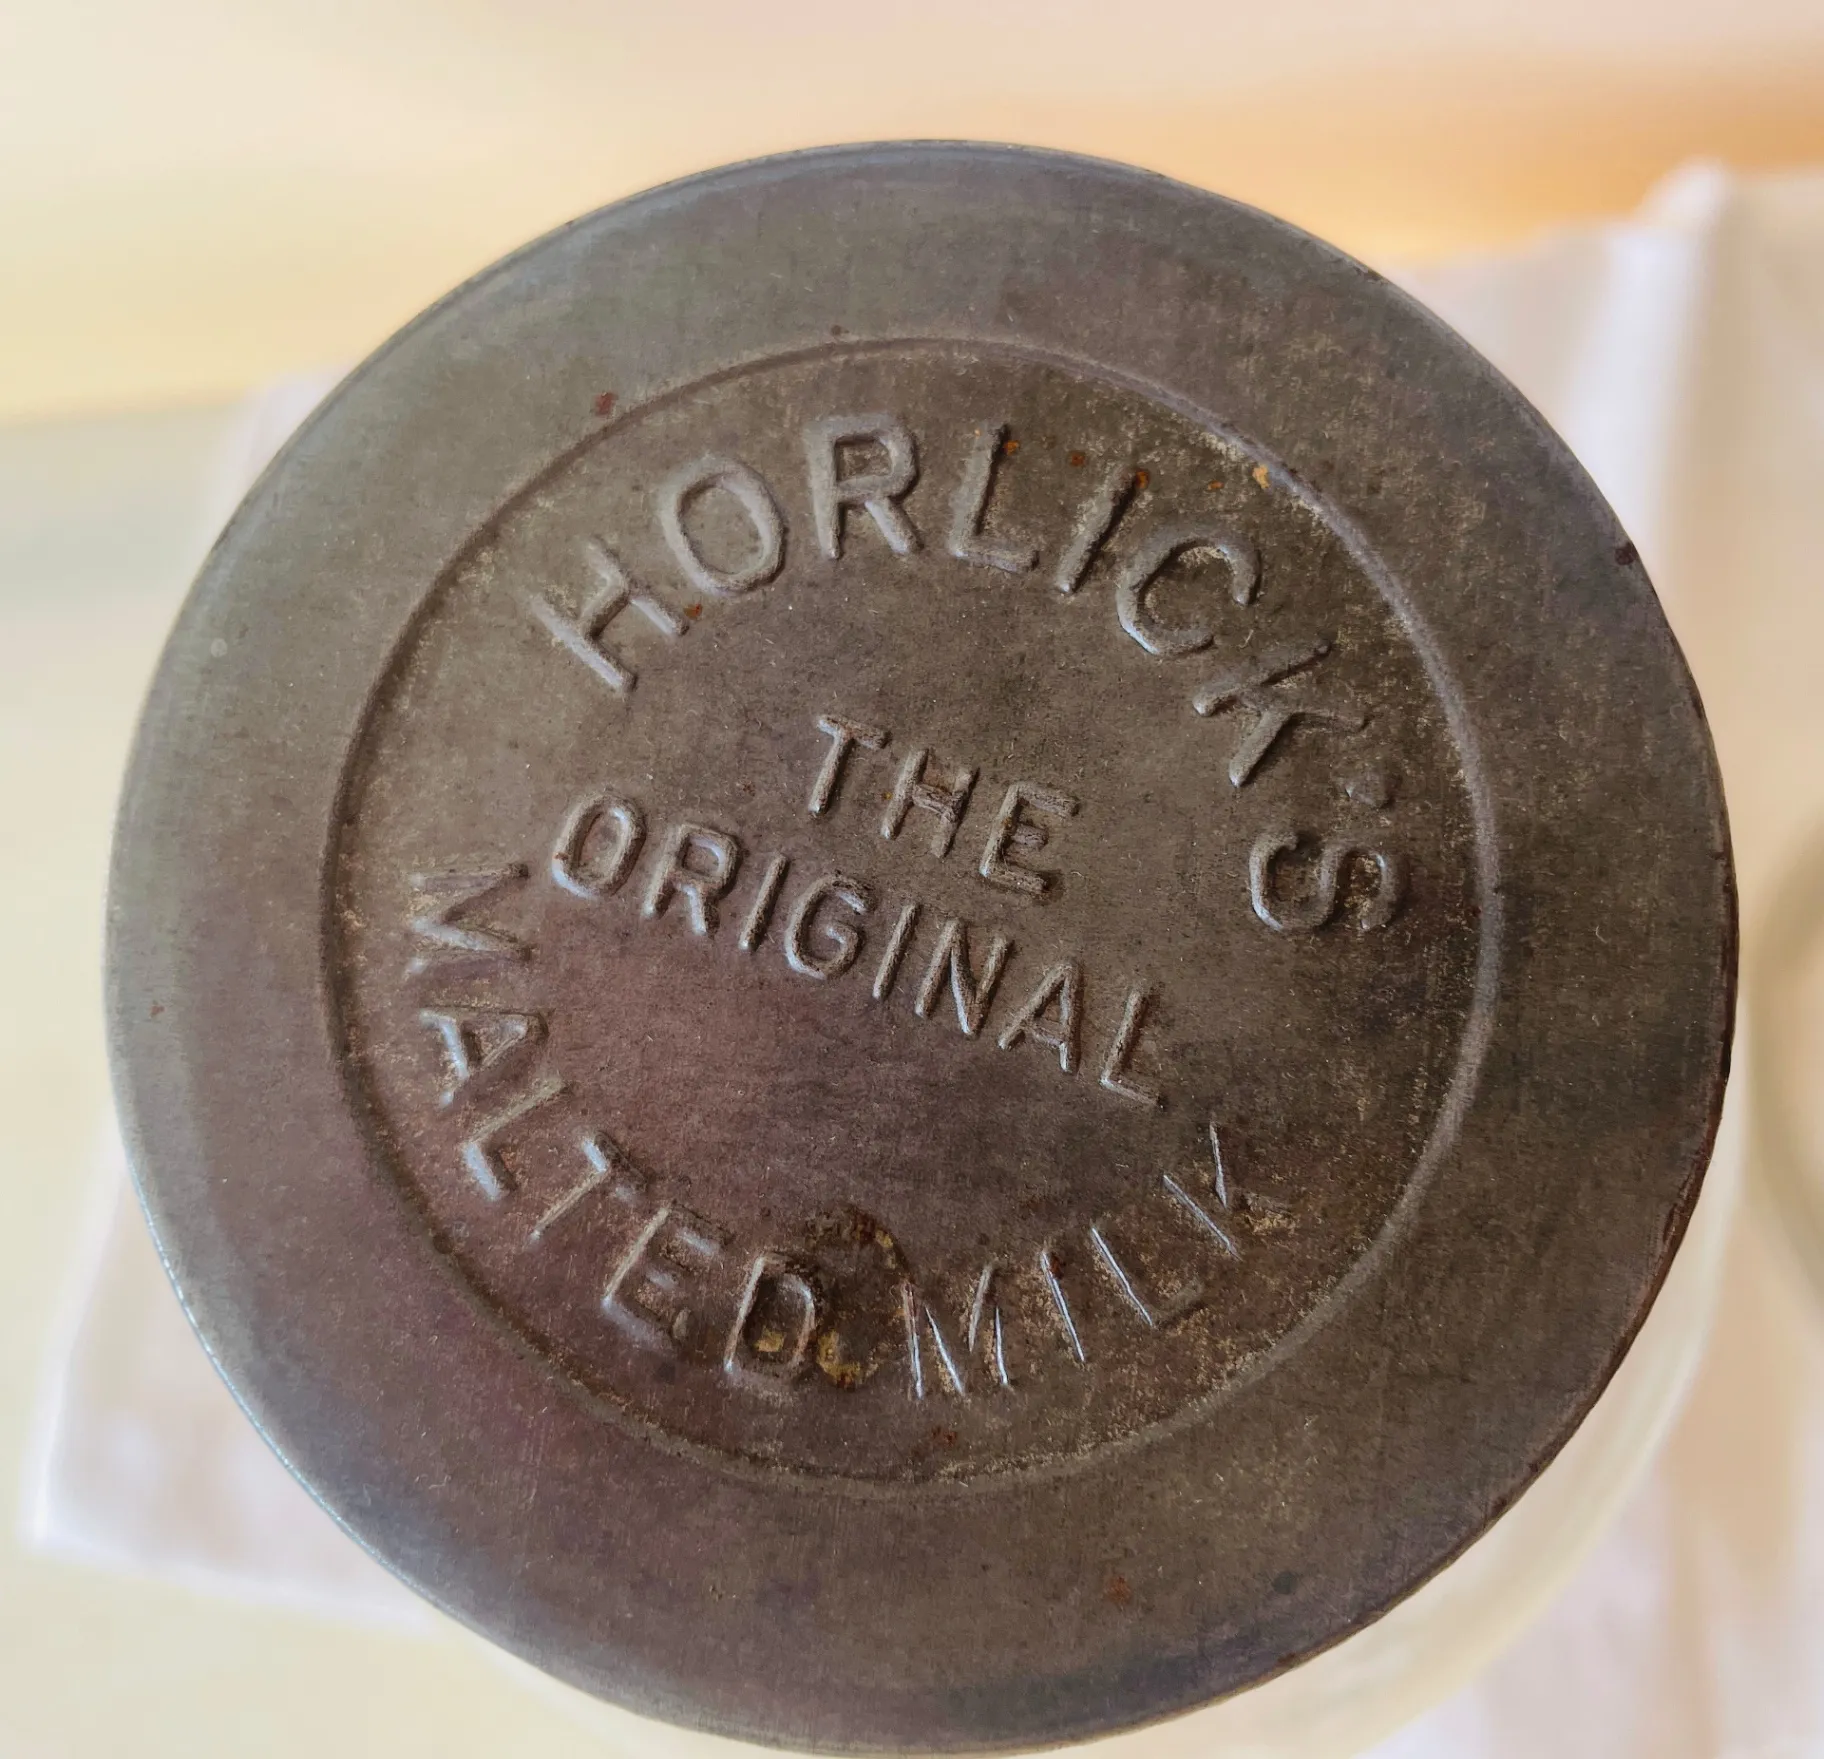 HORLICK'S
THE
ORIGINAL
MALTED MILK